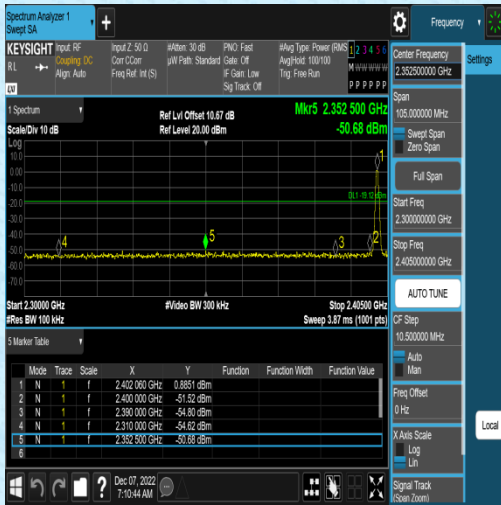 Spectrum Analyzer 1
Swept SA
+
Frequency
KEYSIGHT
Input: RF
Coupling: DC
Align: Auto
Input Z: 50 Ω
Corr CCorr
Freq Ref: Int (S)
#Atten: 30 dB
µW Path: Standard
PNO: Fast
Gate: Off
IF Gain: Low
Sig Track: Off
#Avg Type: Power (RMS
Avg|Hold: 100/100
Trig: Free Run
1 2 3 4 5 6
M W W W W W
P P P P P P
R L
LXI
Settings
1 Spectrum
Scale/Div 10 dB
Ref Lvl Offset 10.67 dB
Ref Level 20.00 dBm
Mkr5 2.352 500 GHz
-50.68 dBm
Log
10.0
0.00
-10.0
-20.0
-30.0
-40.0
-50.0
-60.0
-70.0
DL1 -19.12 dBm
1
2
3
4
5
Start 2.30000 GHz
#Res BW 100 kHz
#Video BW 300 kHz
Stop 2.40500 GHz
Sweep 3.87 ms (1001 pts)
5 Marker Table
Mode Trace Scale X Y Function Function Width Function Value
1 N 1 f 2.402 060 GHz 0.8851 dBm
2 N 1 f 2.400 000 GHz -51.52 dBm
3 N 1 f 2.390 000 GHz -54.80 dBm
4 N 1 f 2.310 000 GHz -54.62 dBm
5 N 1 f 2.352 500 GHz -50.68 dBm
6
?
Dec 07, 2022
7:10:44 AM
Center Frequency
2.352500000 GHz
Span
105.000000 MHz
Swept Span
Zero Span
Full Span
Start Freq
2.300000000 GHz
Stop Freq
2.405000000 GHz
AUTO TUNE
CF Step
10.500000 MHz
Auto
Man
Freq Offset
0 Hz
X Axis Scale
Log
Lin
Signal Track
(Span Zoom)
Local